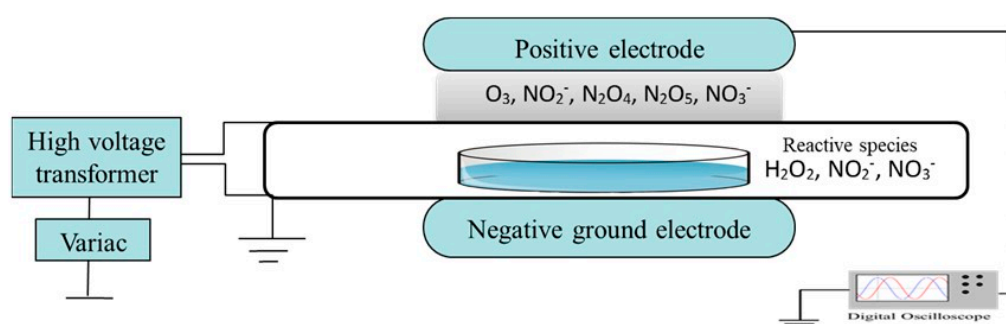 Positive electrode
O₃, NO₂⁻, N₂O₄, N₂O₅, NO₃⁻
High voltage
transformer
Reactive species
H₂O₂, NO₂⁻, NO₃⁻
Variac
Negative ground electrode
Digital Oscilloscope